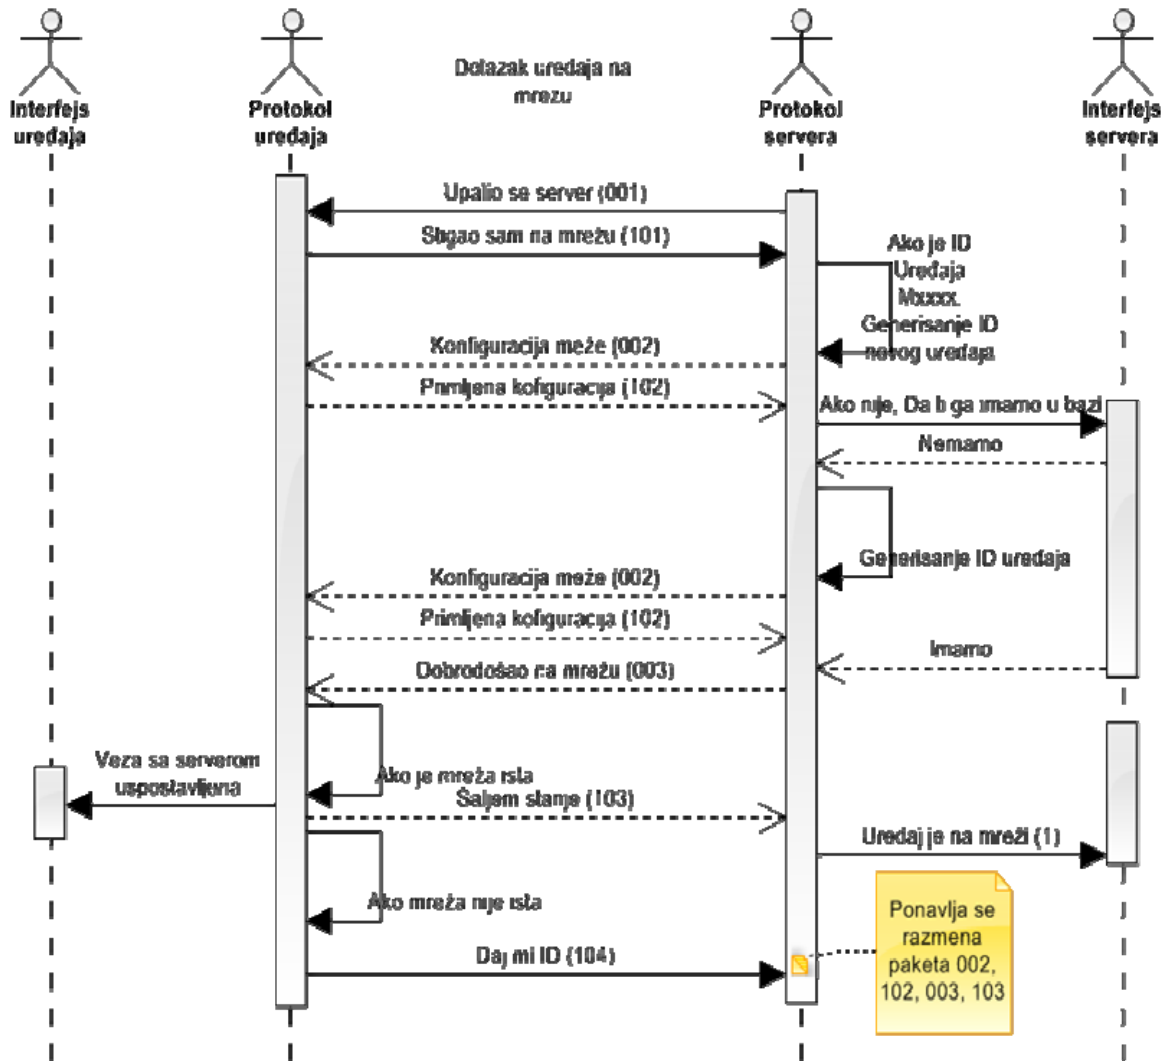 Dolazak uređaja na
mrežu
Interfejs
uređaja
Protokol
uređaja
Protokol
servera
Interfejs
servera
Upalio se server (001)
Stigao sam na mrežu (101)
Ako je ID
Uređaja
Mxxxx.
Generisanje ID
novog uređaja
Konfiguracija meže (002)
Primljena kofiguracija (102)
Ako nije, Da li ga imamo u bazi
Nemamo
Generisanje ID uređaja
Konfiguracija meže (002)
Primljena kofiguracija (102)
Imamo
Dobrodošao na mrežu (003)
Veza sa serverom
uspostavljena
Ako je mreža ista
Šaljem stanje (103)
Uređaj je na mreži (1)
Ako mreža nije ista
Daj mi ID (104)
Ponavlja se
razmena
paketa 002,
102, 003, 103